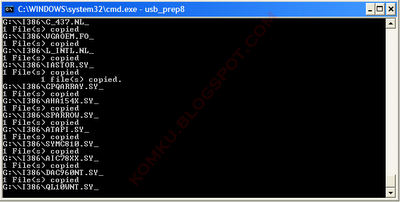 C:\WINDOWS\system32\cmd.exe - usb_prep8
G:\\I386\C_437.NL_
1 File(s) copied
G:\\I386\VGAOEM.FO_
1 File(s) copied
G:\\I386\L_INTL.NL_
1 File(s) copied
G:\\I386\IASTOR.SY_
1 File(s) copied
1 file(s) copied.
G:\\I386\CPQARRAY.SY_
1 File(s) copied
G:\\I386\AHA154X.SY_
1 File(s) copied
G:\\I386\SPARROW.SY_
1 File(s) copied
G:\\I386\ATAPI.SY_
1 File(s) copied
G:\\I386\SYMC810.SY_
1 File(s) copied
G:\\I386\AIC78XX.SY_
1 File(s) copied
G:\\I386\DAC960NT.SY_
1 File(s) copied
G:\\I386\QL10WNT.SY_
KOMKU.BLOGSPOT.COM